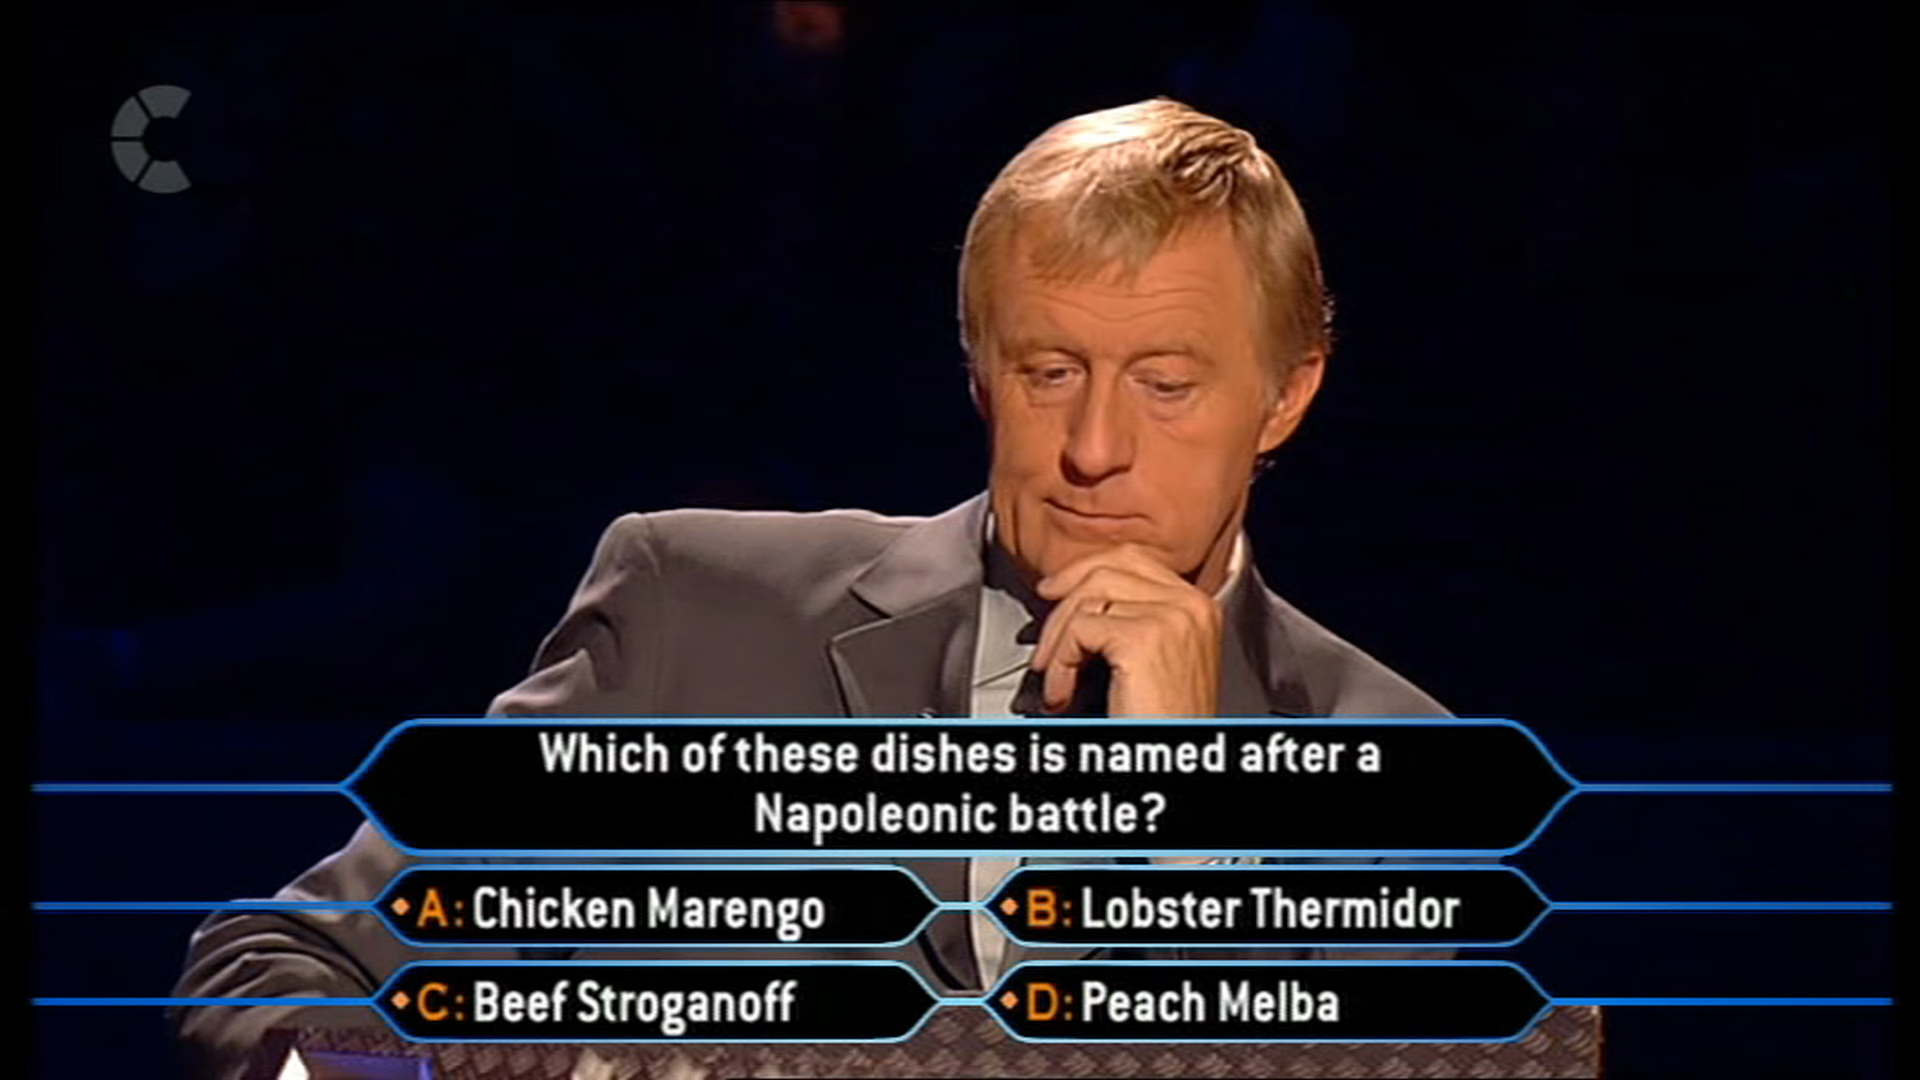 Which of these dishes is named after a
Napoleonic battle?
A: Chicken Marengo
B: Lobster Thermidor
C: Beef Stroganoff
D: Peach Melba